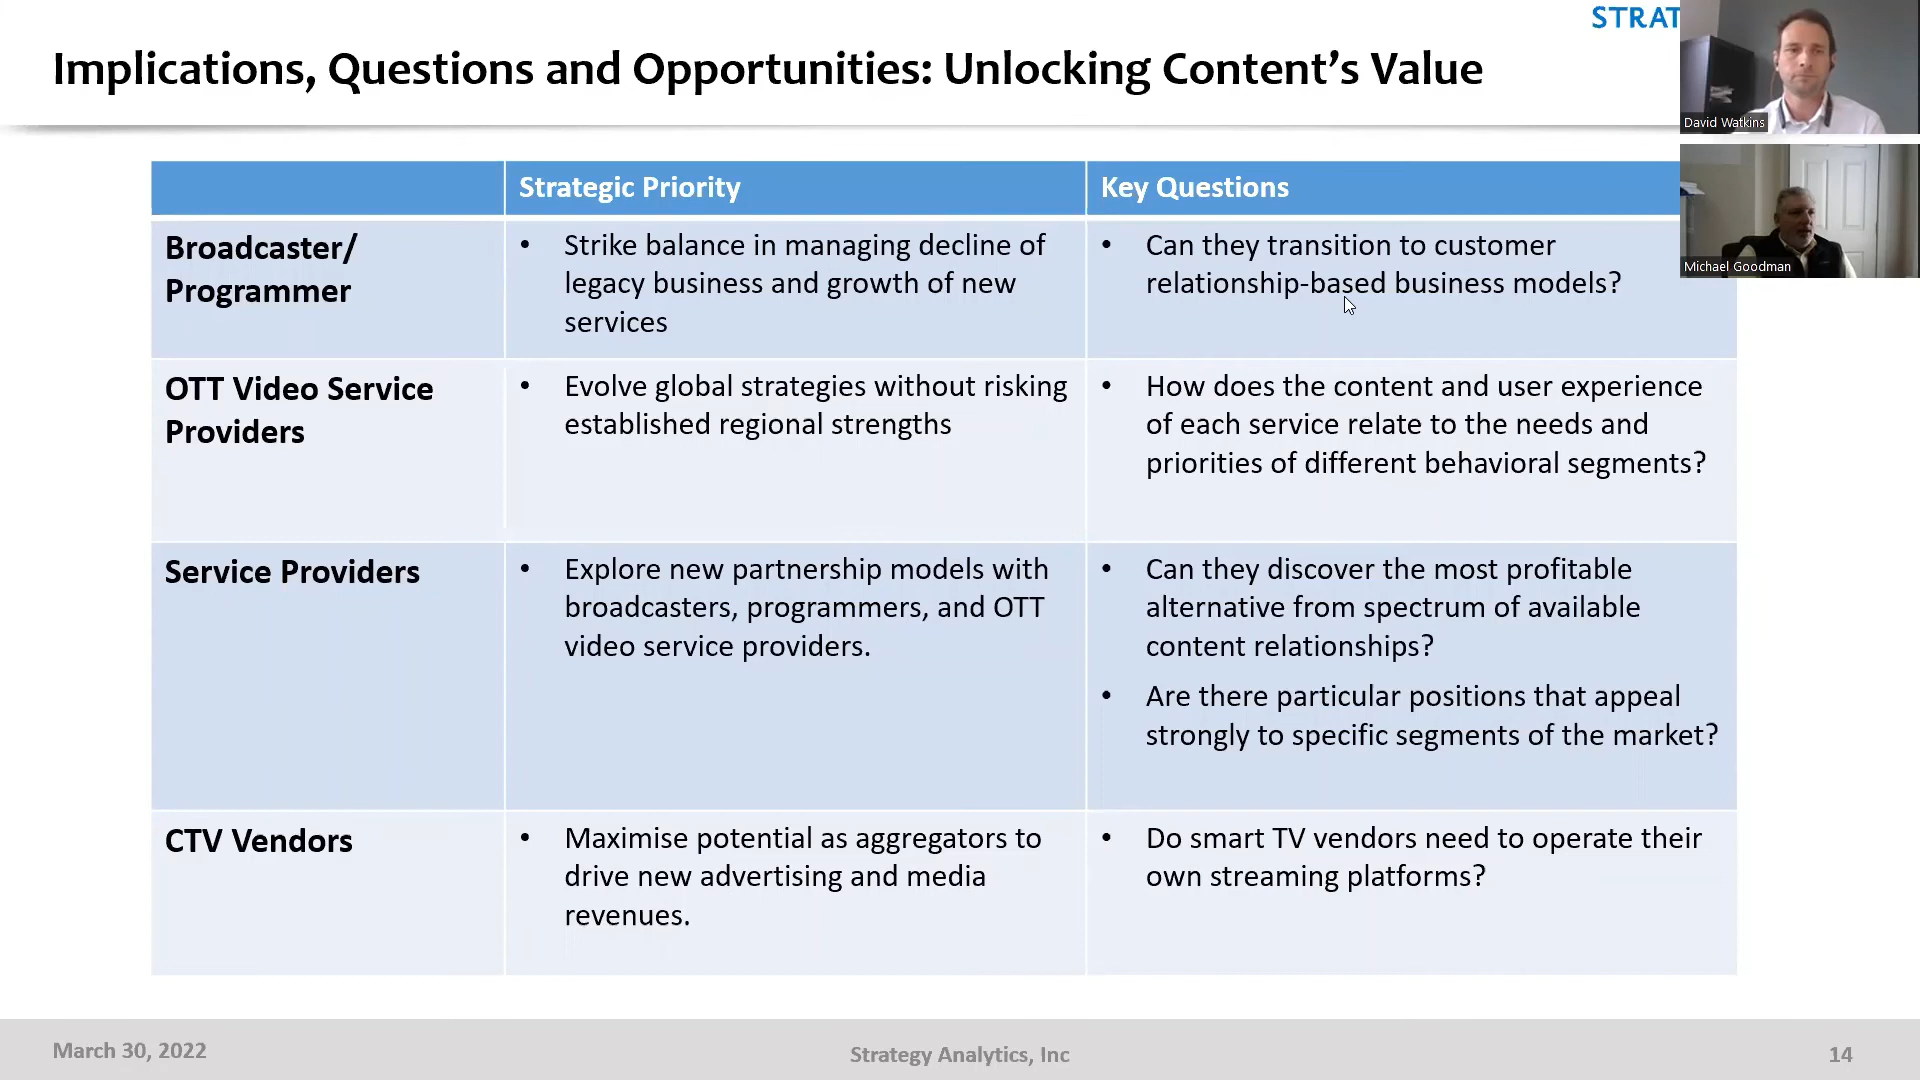 STRAT
Implications, Questions and Opportunities: Unlocking Content's Value
David Watkins
Michael Goodman
Strategic Priority
Key Questions
Broadcaster/
Programmer
• Strike balance in managing decline of
legacy business and growth of new
services
• Can they transition to customer
relationship-based business models?
OTT Video Service
Providers
• Evolve global strategies without risking
established regional strengths
• How does the content and user experience
of each service relate to the needs and
priorities of different behavioral segments?
Service Providers
• Explore new partnership models with
broadcasters, programmers, and OTT
video service providers.
• Can they discover the most profitable
alternative from spectrum of available
content relationships?
• Are there particular positions that appeal
strongly to specific segments of the market?
CTV Vendors
• Maximise potential as aggregators to
drive new advertising and media
revenues.
• Do smart TV vendors need to operate their
own streaming platforms?
March 30, 2022
Strategy Analytics, Inc
14